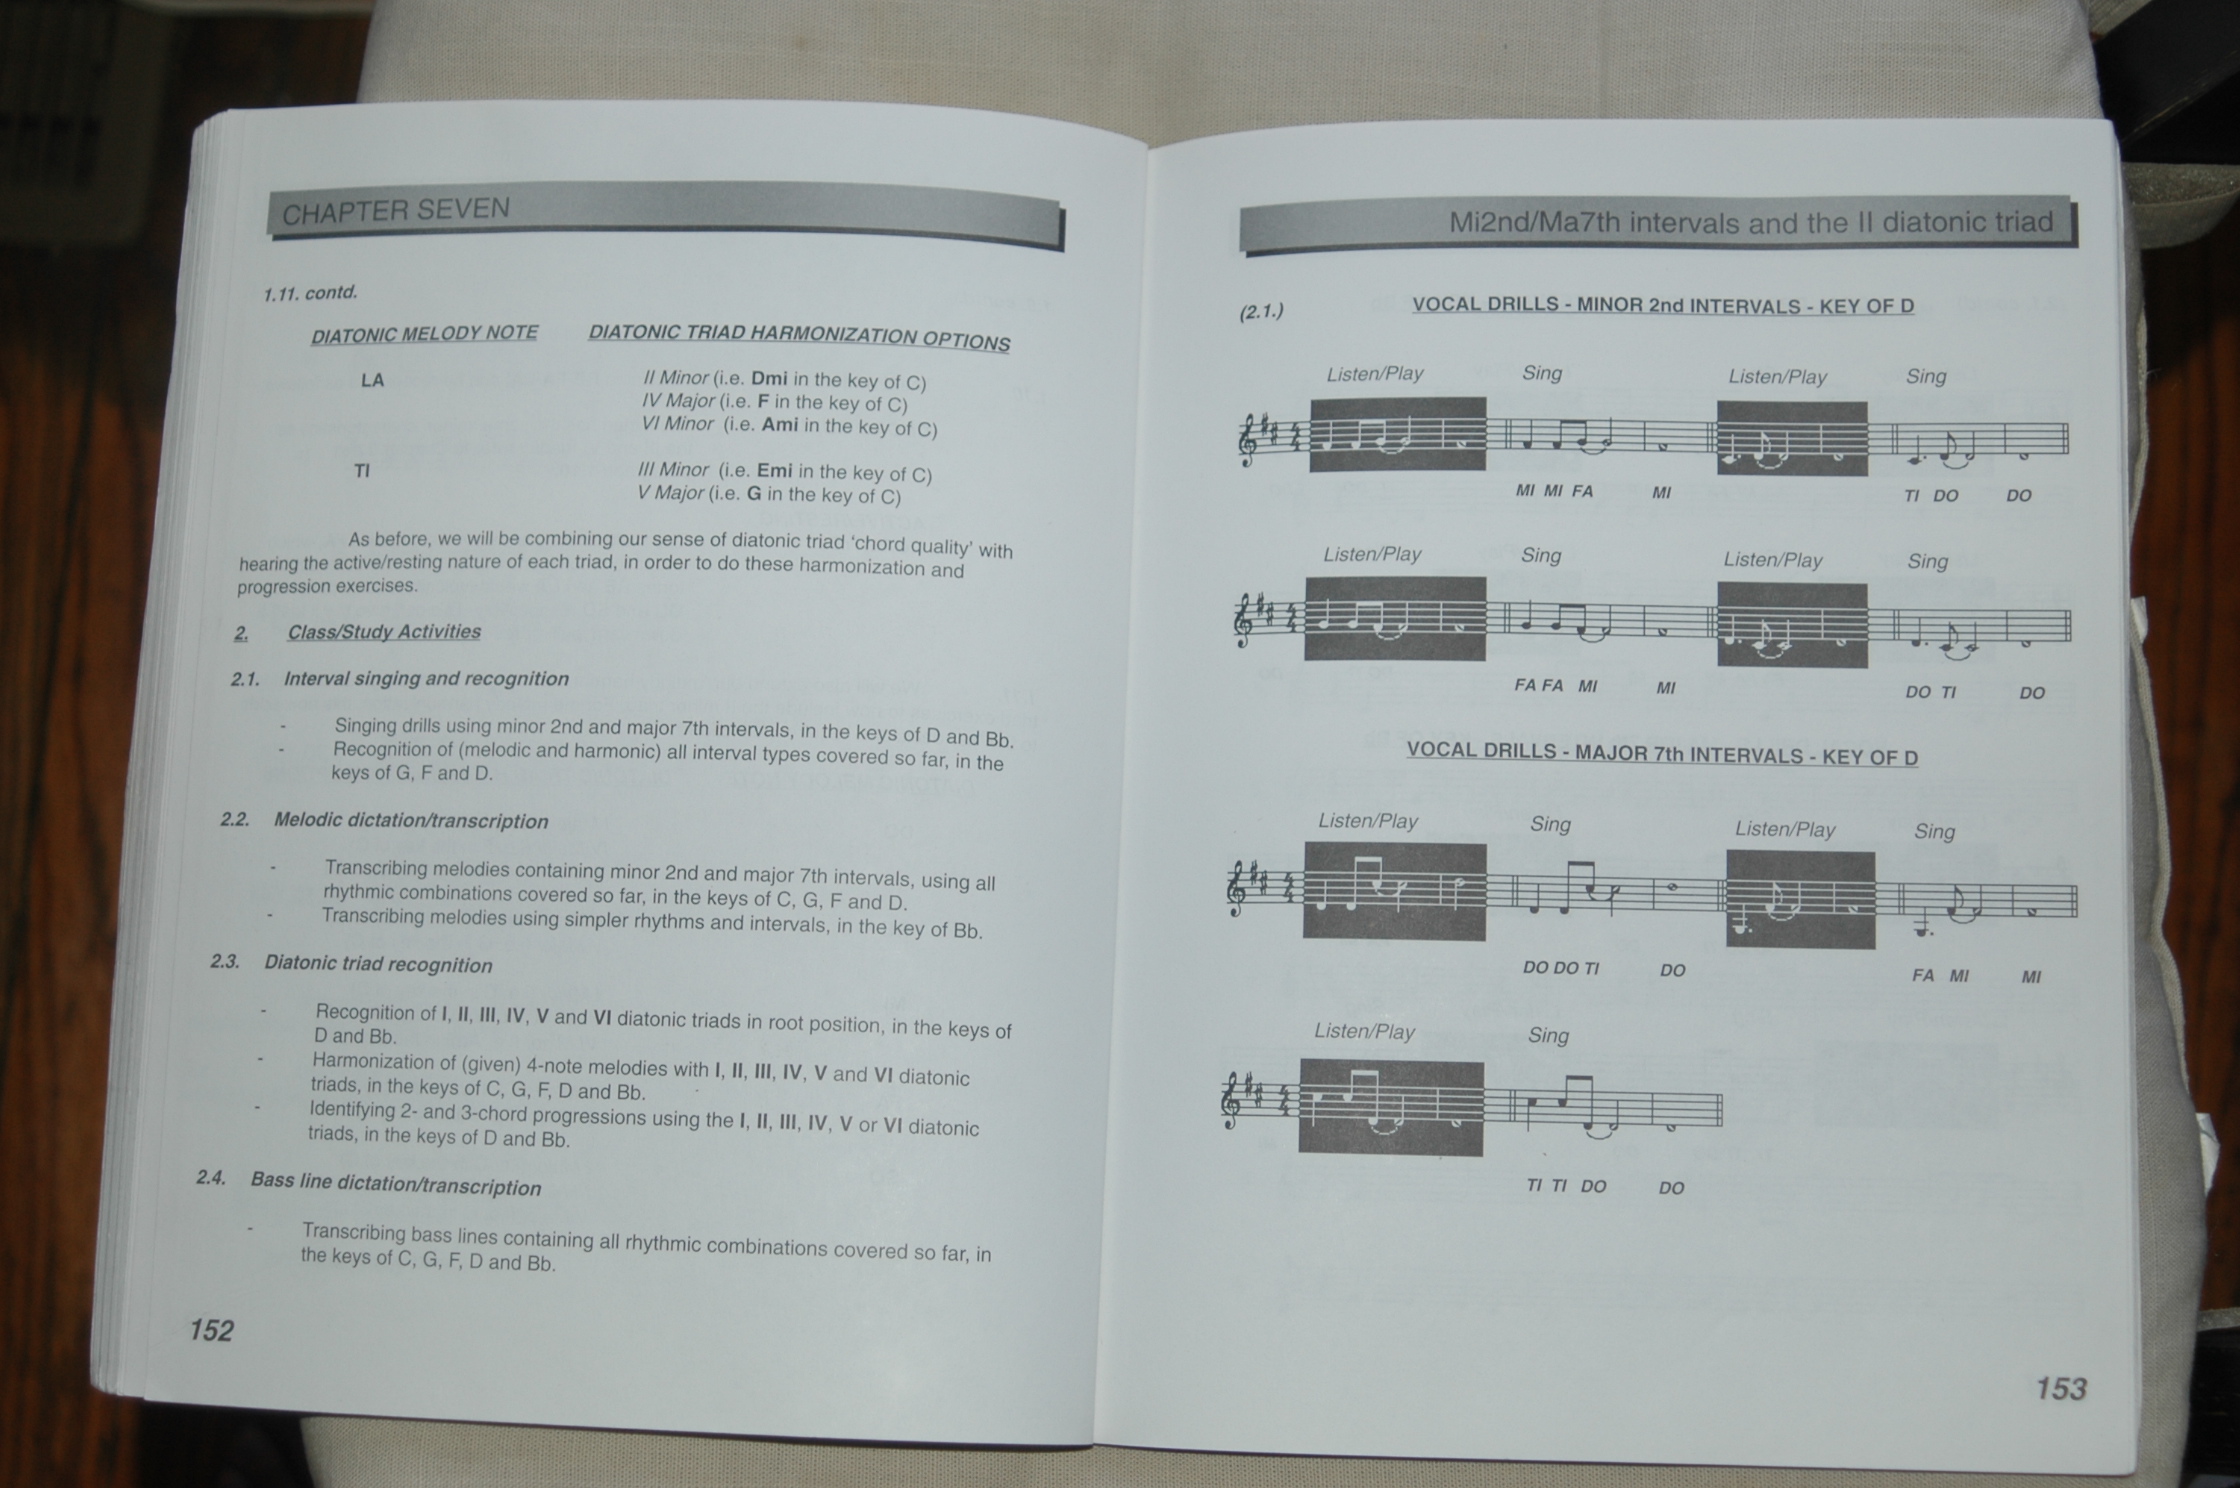 CHAPTER SEVEN
1.11. contd.
DIATONIC MELODY NOTE DIATONIC TRIAD HARMONIZATION OPTIONS
LA II Minor (i.e. Dmi in the key of C)
IV Major (i.e. F in the key of C)
VI Minor (i.e. Ami in the key of C)
TI III Minor (i.e. Emi in the key of C)
V Major (i.e. G in the key of C)
As before, we will be combining our sense of diatonic triad 'chord quality' with
hearing the active/resting nature of each triad, in order to do these harmonization and
progression exercises.
2. Class/Study Activities
2.1. Interval singing and recognition
- Singing drills using minor 2nd and major 7th intervals, in the keys of D and Bb.
- Recognition of (melodic and harmonic) all interval types covered so far, in the
keys of G, F and D.
2.2. Melodic dictation/transcription
- Transcribing melodies containing minor 2nd and major 7th intervals, using all
rhythmic combinations covered so far, in the keys of C, G, F and D.
- Transcribing melodies using simpler rhythms and intervals, in the key of Bb.
2.3. Diatonic triad recognition
- Recognition of I, II, III, IV, V and VI diatonic triads in root position, in the keys of
D and Bb.
- Harmonization of (given) 4-note melodies with I, II, III, IV, V and VI diatonic
triads, in the keys of C, G, F, D and Bb.
- Identifying 2- and 3-chord progressions using the I, II, III, IV, V or VI diatonic
triads, in the keys of D and Bb.
2.4. Bass line dictation/transcription
- Transcribing bass lines containing all rhythmic combinations covered so far, in
the keys of C, G, F, D and Bb.
152
Mi2nd/Ma7th intervals and the II diatonic triad
(2.1.) VOCAL DRILLS - MINOR 2nd INTERVALS - KEY OF D
Listen/Play Sing Listen/Play Sing
4 4
MI MI FA MI TI DO DO
Listen/Play Sing Listen/Play Sing
4 4
FA FA MI MI DO TI DO
VOCAL DRILLS - MAJOR 7th INTERVALS - KEY OF D
Listen/Play Sing Listen/Play Sing
4 4
DO DO TI DO FA MI MI
Listen/Play Sing
4 4
TI TI DO DO
153